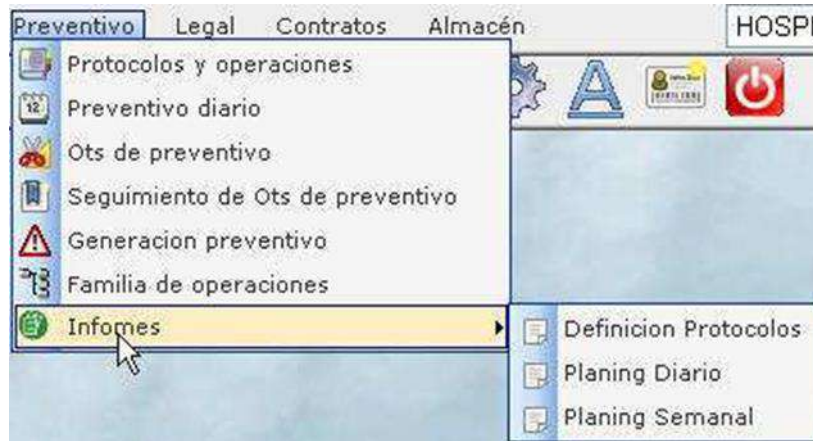 Preventivo Legal Contratos Almacén HOSPI
Protocolos y operaciones
Preventivo diario
Ots de preventivo
Seguimiento de Ots de preventivo
Generacion preventivo
Familia de operaciones
Infomes
Definicion Protocolos
Planing Diario
Planing Semanal